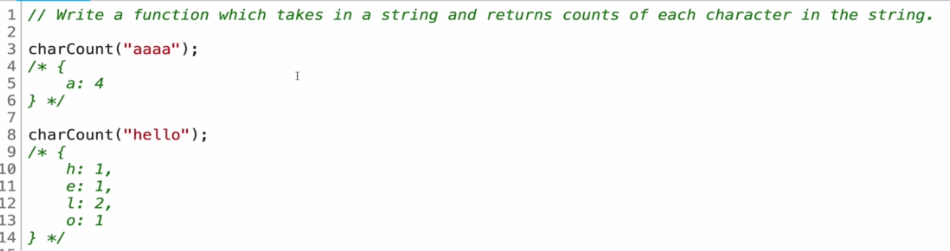 1 // Write a function which takes in a string and returns counts of each character in the string.
2
3 charCount("aaaa");
4 /* {
5     a: 4
6 } */
7
8 charCount("hello");
9 /* {
10     h: 1,
11     e: 1,
12     l: 2,
13     o: 1
14 } */